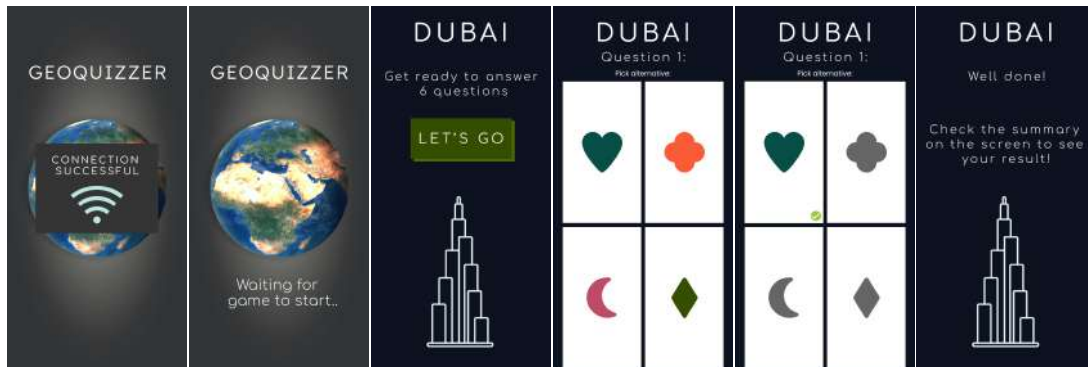 GEOQUIZZER
CONNECTION
SUCCESSFUL
GEOQUIZZER
Waiting for
game to start..
DUBAI
Get ready to answer
6 questions
LET'S GO
DUBAI
Question 1:
Pick alternative:
DUBAI
Question 1:
Pick alternative:
DUBAI
Well done!
Check the summary
on the screen to see
your result!